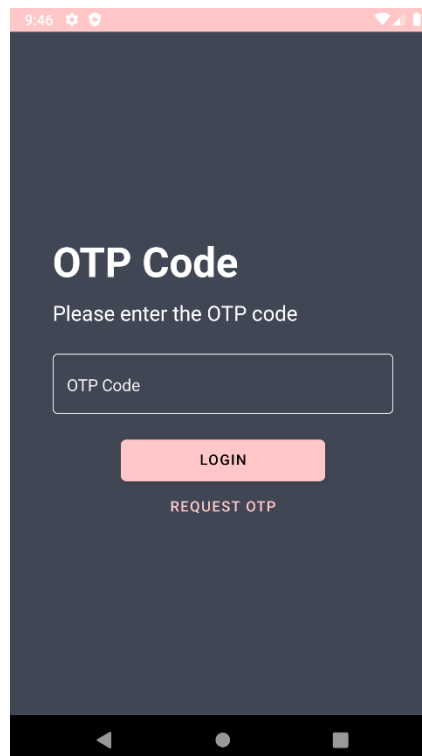 9:46
OTP Code
Please enter the OTP code
OTP Code
LOGIN
REQUEST OTP